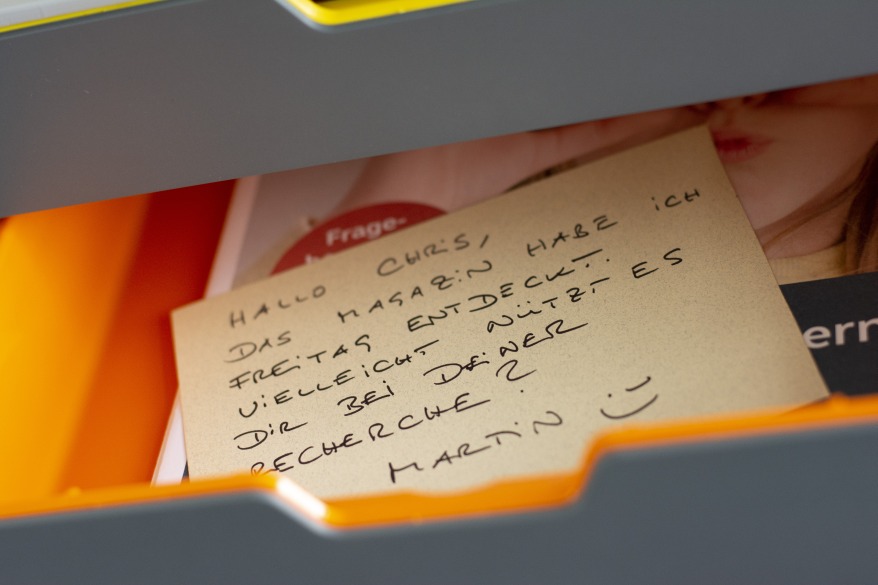 Frage-
HALLO CHRIS,
DAS MAGAZIN HABE ICH
FREITAG ENTDECKT.
VIELLEICHT NÜTZT ES
DIR BEI DEINER
RECHERCHE?
MARTIN :)
ern